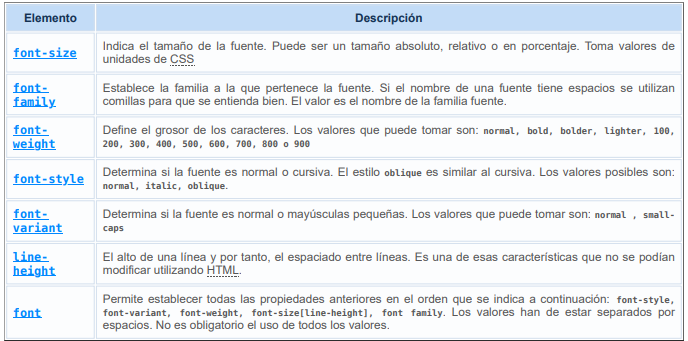 Elemento Descripción
font-size Indica el tamaño de la fuente. Puede ser un tamaño absoluto, relativo o en porcentaje. Toma valores de
unidades de CSS
font- Establece la familia a la que pertenece la fuente. Si el nombre de una fuente tiene espacios se utilizan
family comillas para que se entienda bien. El valor es el nombre de la familia fuente.
font- Define el grosor de los caracteres. Los valores que puede tomar son: normal, bold, bolder, lighter, 100,
weight 200, 300, 400, 500, 600, 700, 800 o 900
font-style Determina si la fuente es normal o cursiva. El estilo oblique es similar al cursiva. Los valores posibles son:
normal, italic, oblique.
font- Determina si la fuente es normal o mayúsculas pequeñas. Los valores que puede tomar son: normal , small-
variant caps
line- El alto de una línea y por tanto, el espaciado entre líneas. Es una de esas características que no se podían
height modificar utilizando HTML.
font Permite establecer todas las propiedades anteriores en el orden que se indica a continuación: font-style,
font-variant, font-weight, font-size[line-height], font family. Los valores han de estar separados por
espacios. No es obligatorio el uso de todos los valores.